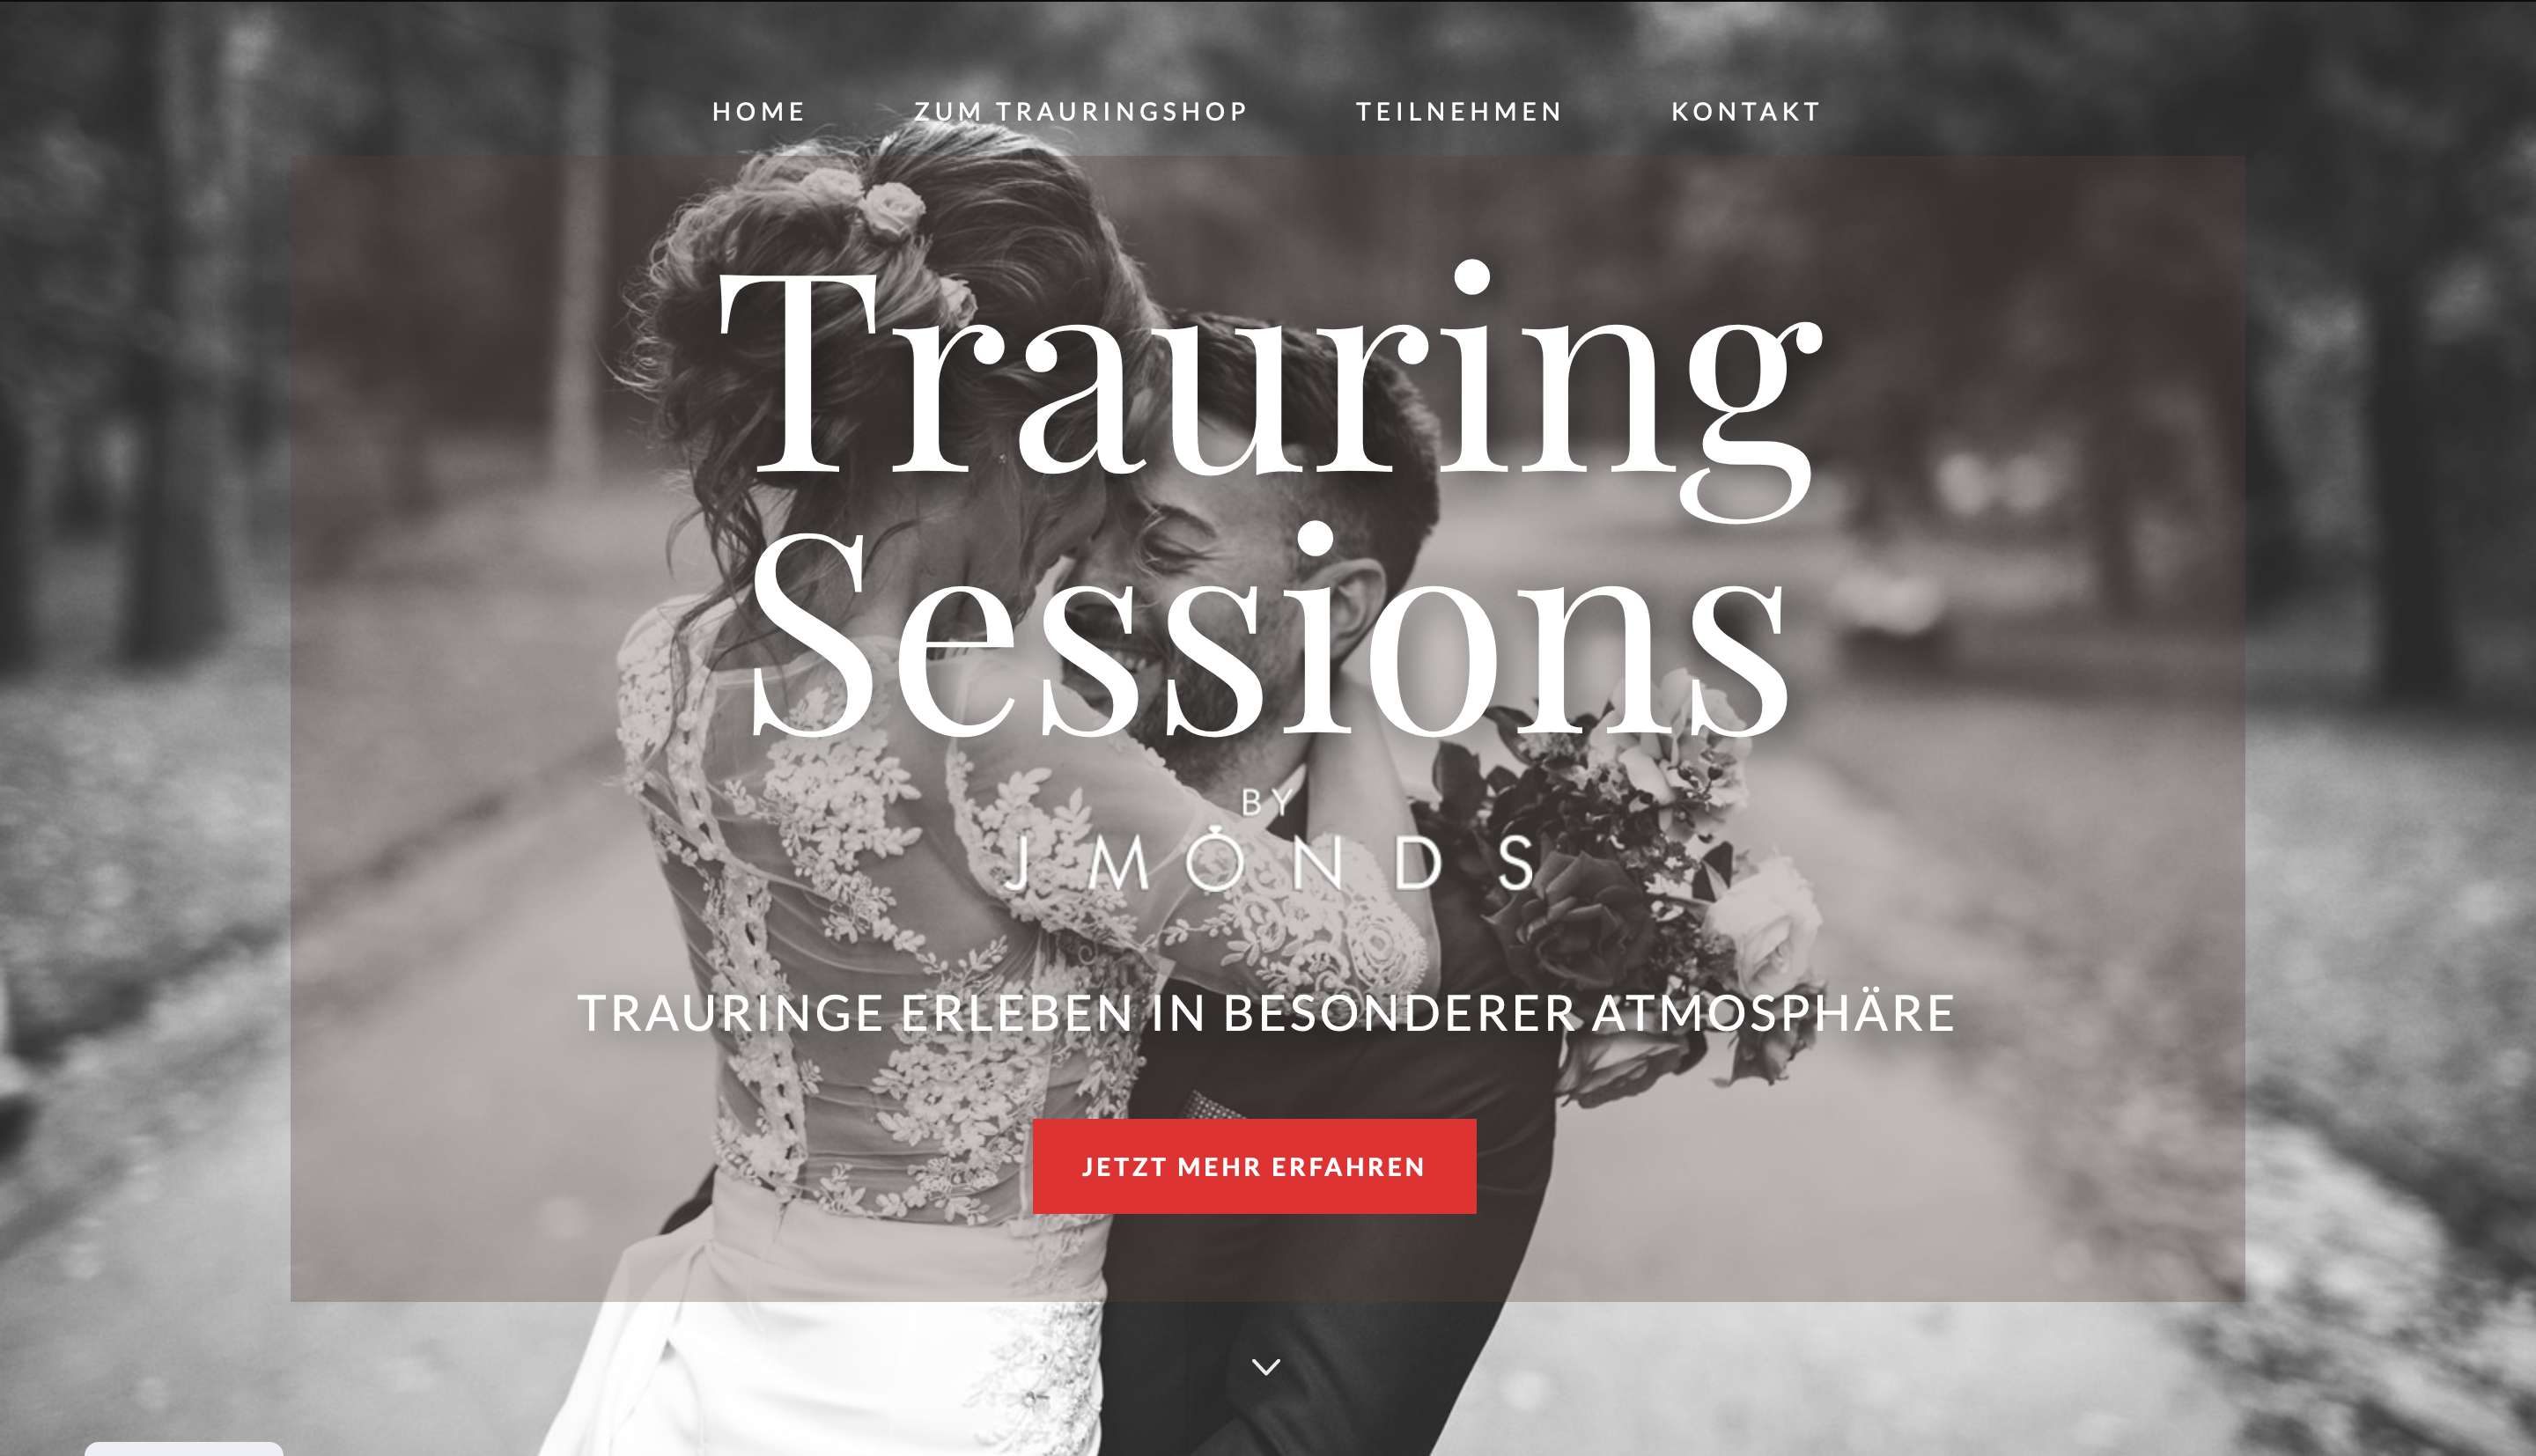 HOME ZUM TRAURINGSHOP TEILNEHMEN KONTAKT
Trauring
Sessions
BY
JMONDS
TRAURINGE ERLEBEN IN BESONDERER ATMOSPHÄRE
JETZT MEHR ERFAHREN